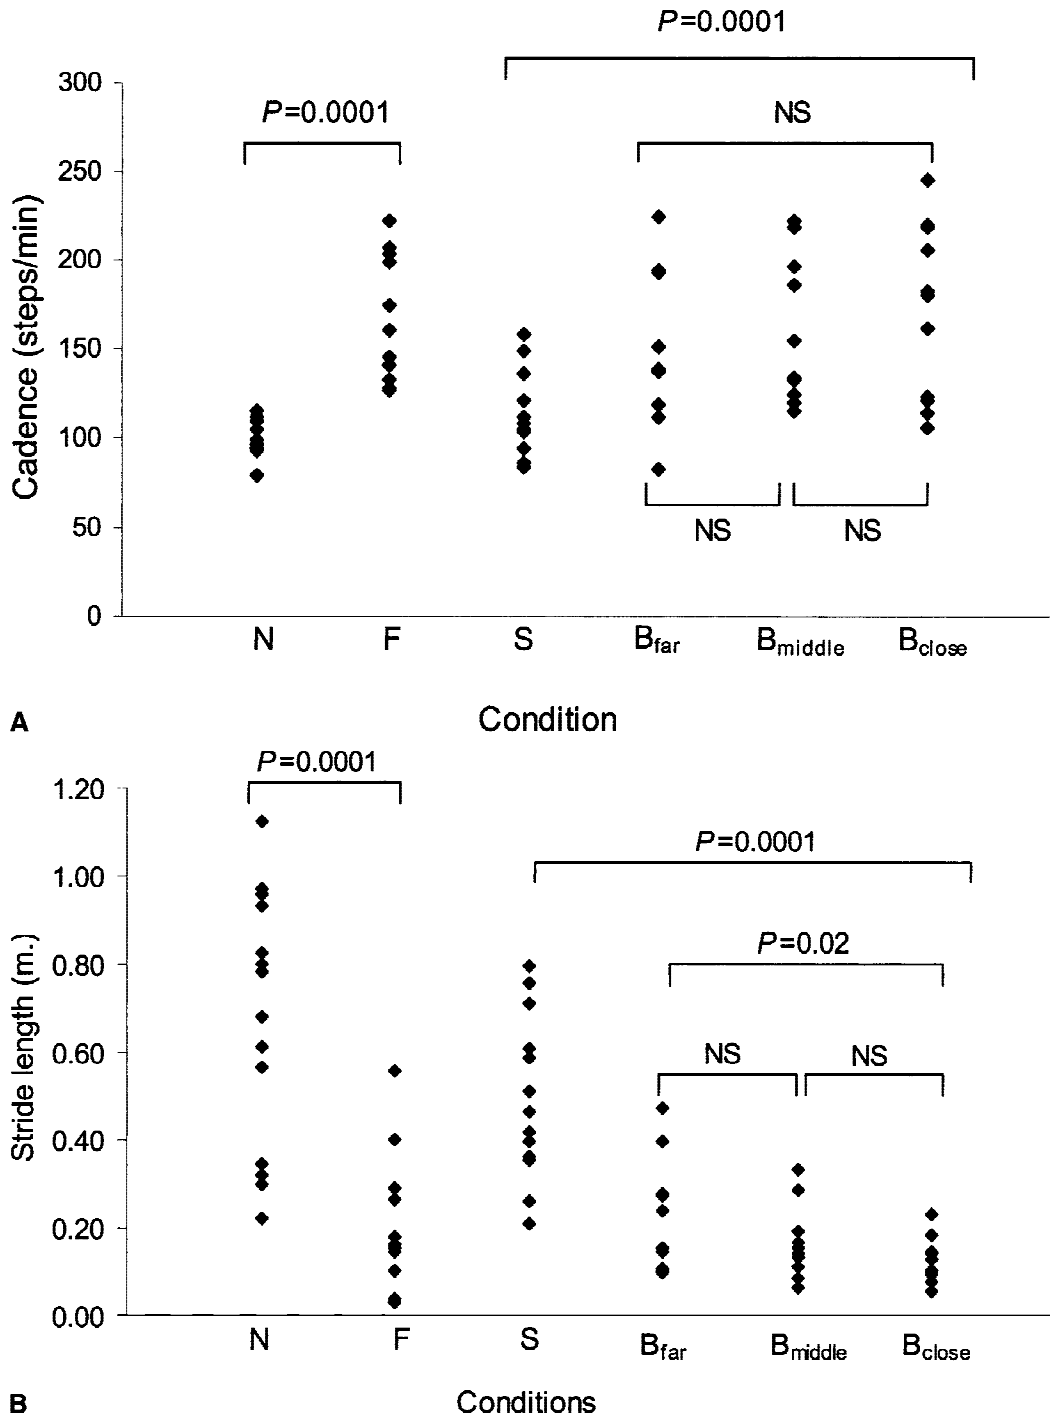 P=0.0001
300
P=0.0001
NS
250
200
150
100
50
0
Cadence (steps/min)
NS
NS
N F S Bfar Bmiddle Bclose
A
Condition
P=0.0001
1.20
P=0.0001
1.00
P=0.02
0.80
NS
NS
0.60
0.40
0.20
0.00
Stride length (m.)
N F S Bfar Bmiddle Bclose
B
Conditions